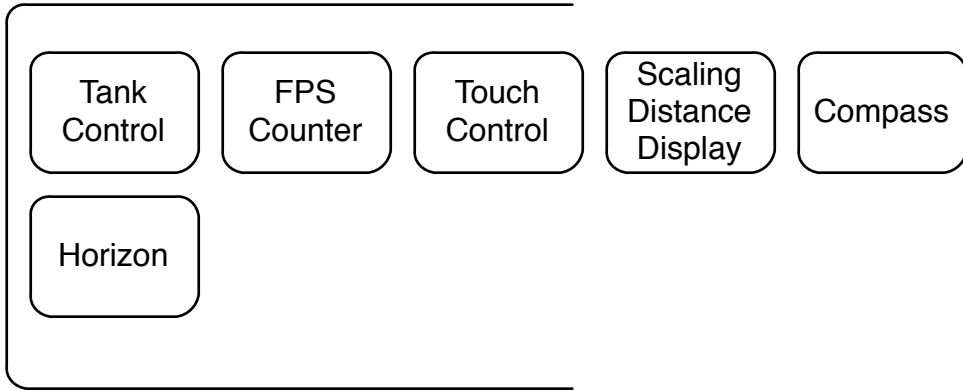 Tank
Control
FPS
Counter
Touch
Control
Scaling
Distance
Display
Compass
Horizon